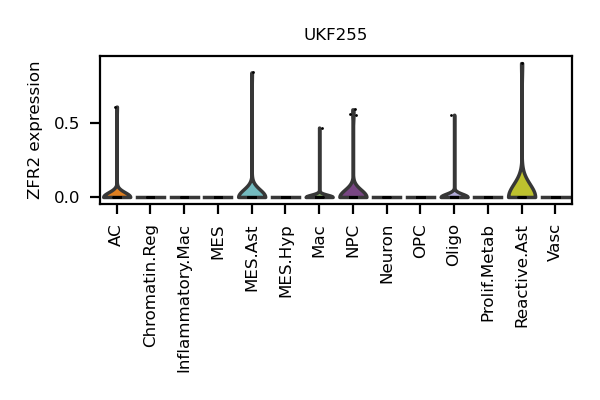 UKF255
ZFR2 expression
0.5
0.0
AC
Chromatin.Reg
Inflammatory.Mac
MES
MES.Ast
MES.Hyp
Mac
NPC
Neuron
OPC
Oligo
Prolif.Metab
Reactive.Ast
Vasc